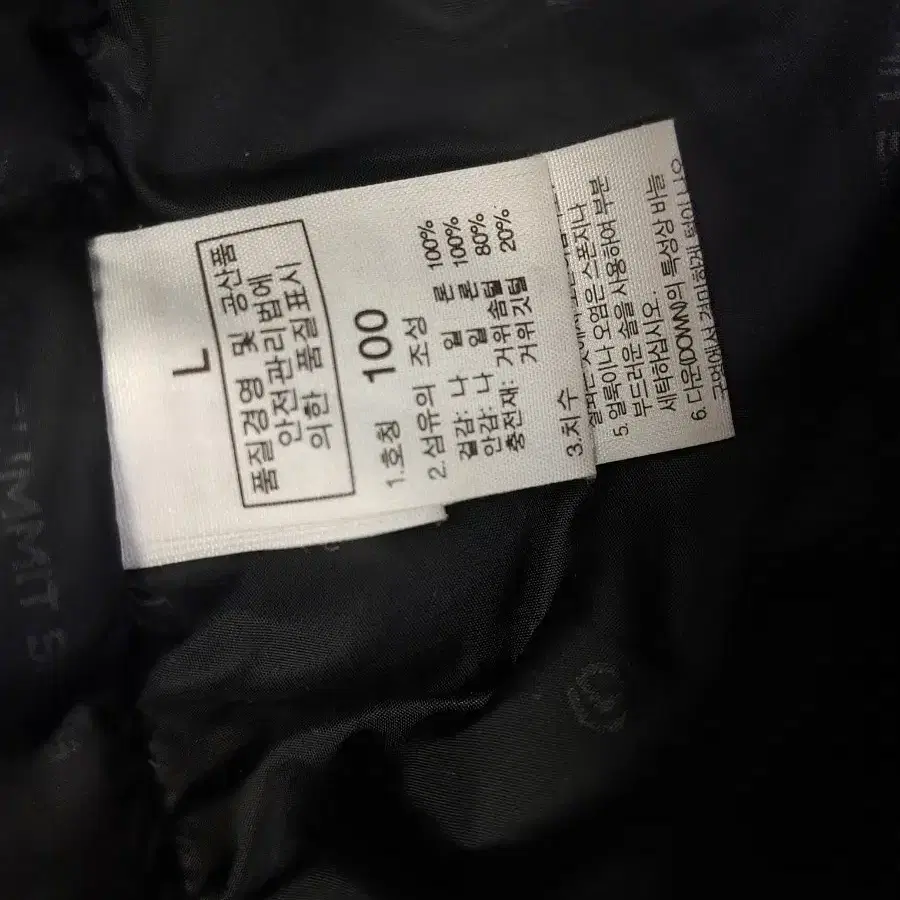 L
품질경영 및 공산품
안전관리법에
의한 품질표시
1.호칭 100
2.섬유의 조성
겉감: 나 일 론 100%
안감: 나 일 론 100%
충전재: 거위솜털 80%
거위깃털 20%
3.치수
5. 얼룩이나 오염은 스폰지나
부드러운 솔을 사용하여 부분
세탁하십시오.
6. 다운(DOWN)의 특성상 바늘